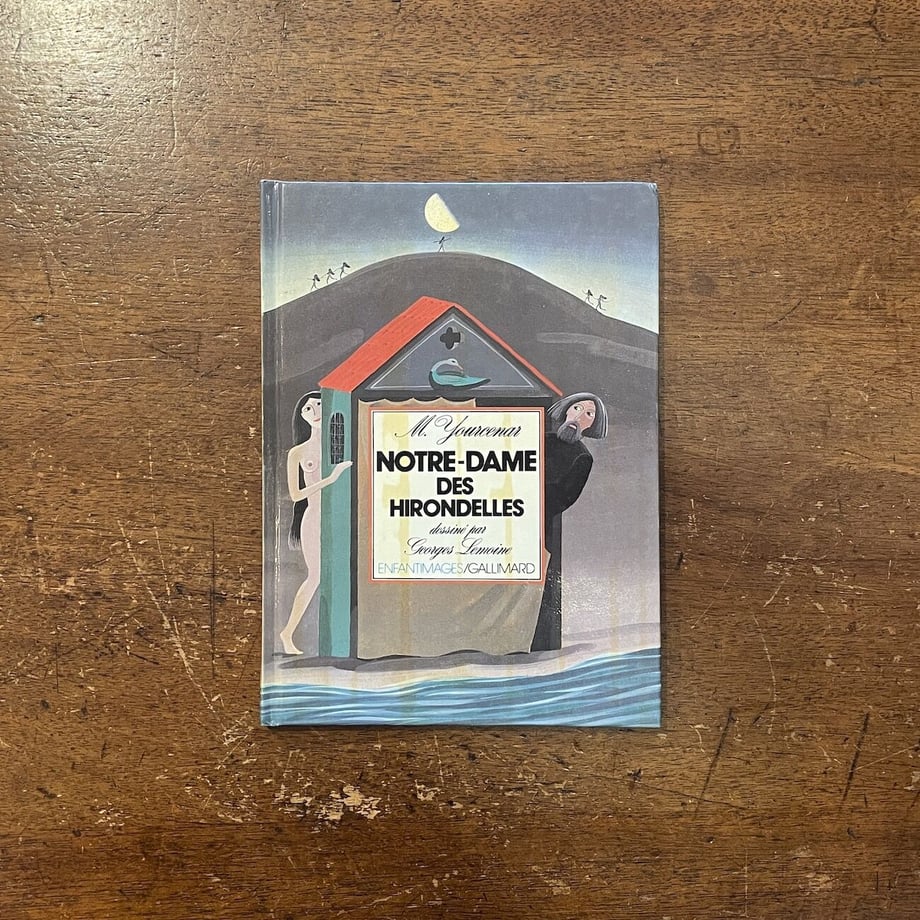 M. Yourcenar
NOTRE-DAME
DES
HIRONDELLES
dessiné par
Georges Lemoine
ENFANTIMAGES/GALLIMARD